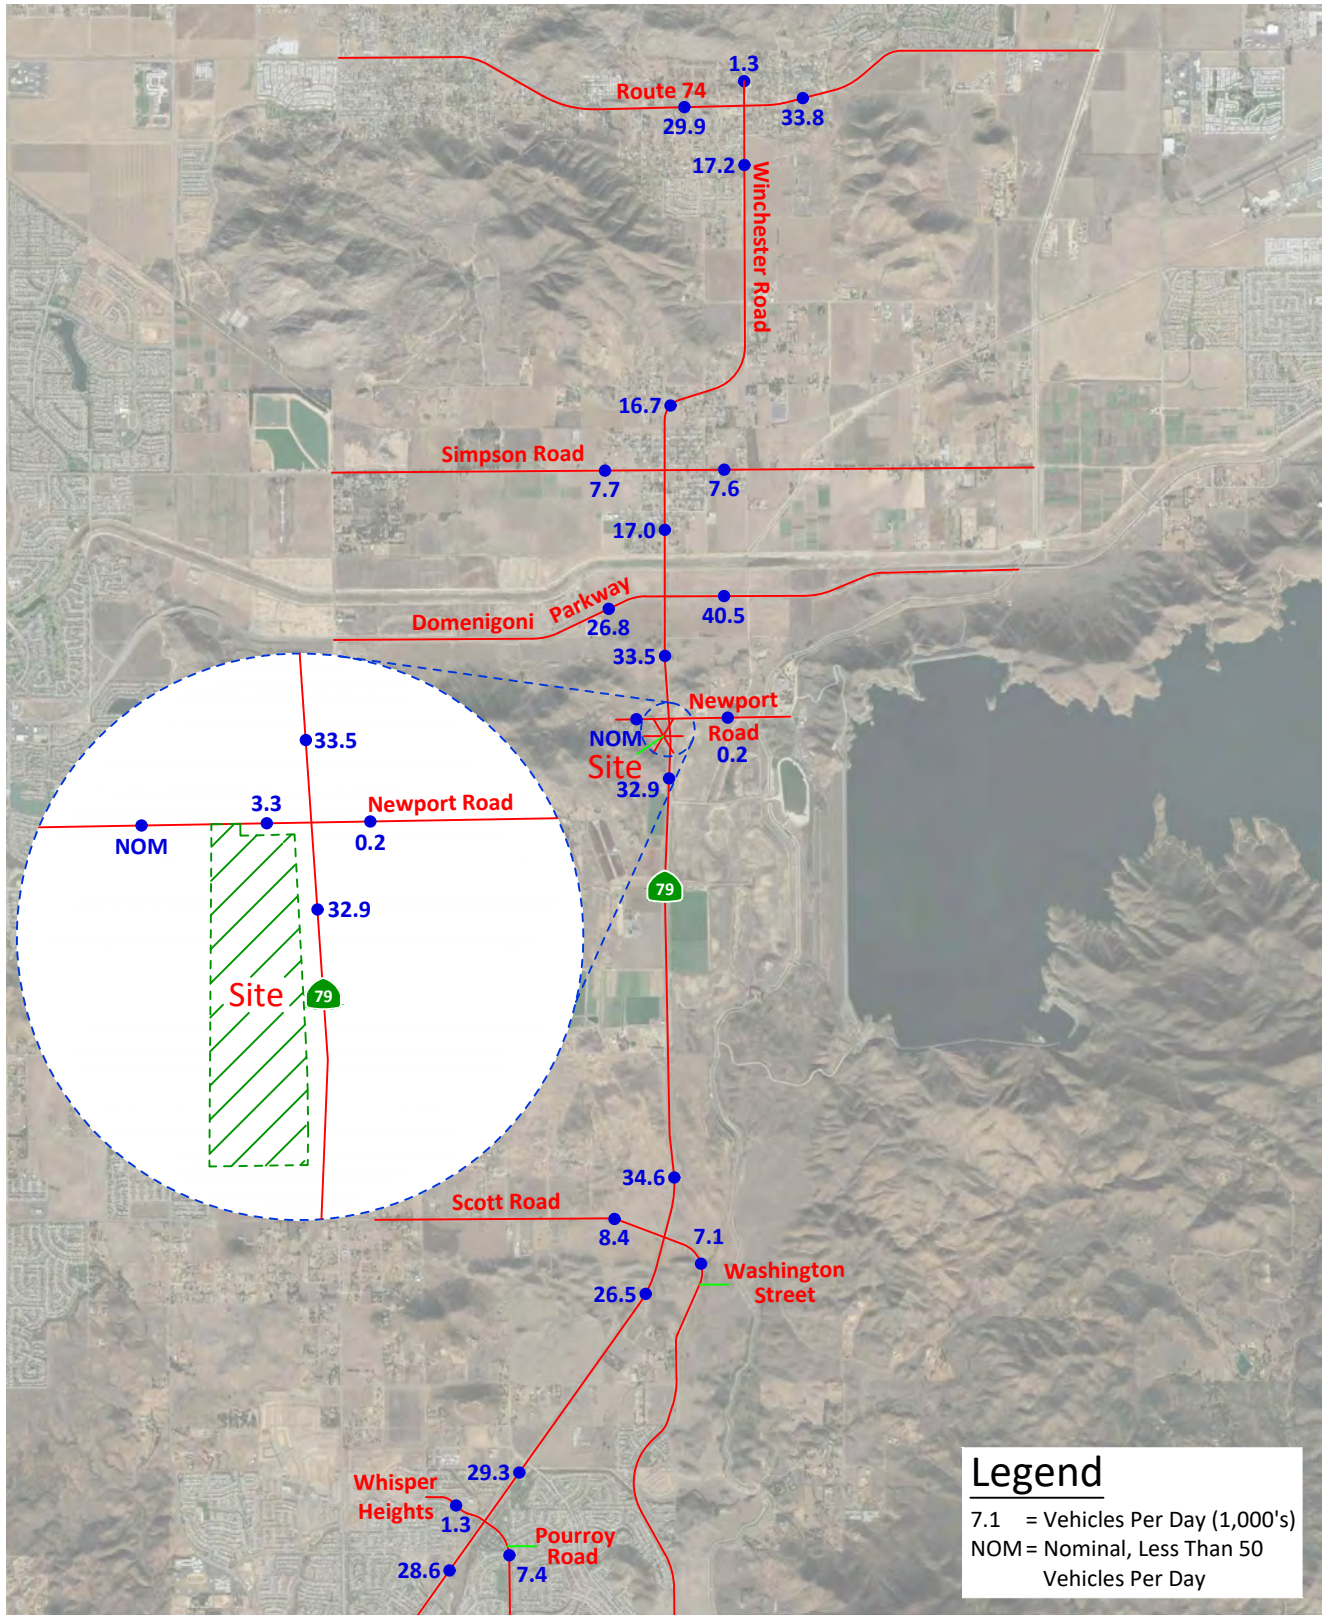 1.3
Route 74
29.9
33.8
17.2
Winchester Road
16.7
Simpson Road
7.7
7.6
17.0
Domenigoni Parkway
26.8
40.5
33.5
Newport
Road
NOM
0.2
Site
32.9
33.5
3.3
Newport Road
NOM
0.2
32.9
Site
79
79
34.6
Scott Road
8.4
7.1
Washington
Street
26.5
29.3
Whisper
Heights
1.3
Pourroy
Road
28.6
7.4
Legend
7.1 = Vehicles Per Day (1,000's)
NOM = Nominal, Less Than 50
Vehicles Per Day